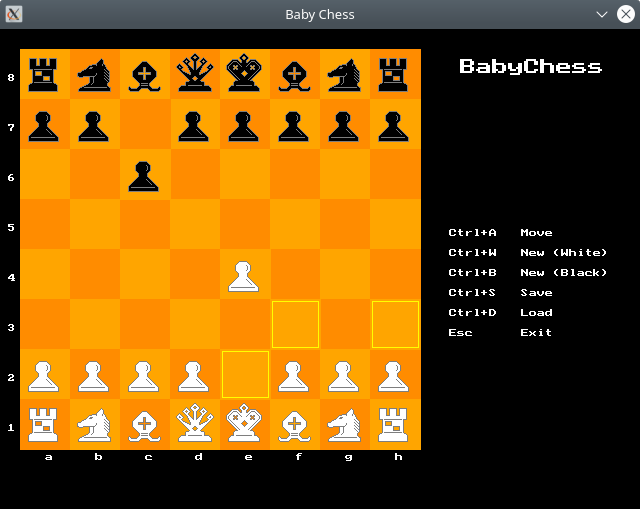 Baby Chess
BabyChess
8
7
6
5
4
3
2
1
a b c d e f g h
Ctrl+A Move
Ctrl+W New (White)
Ctrl+B New (Black)
Ctrl+S Save
Ctrl+D Load
Esc Exit